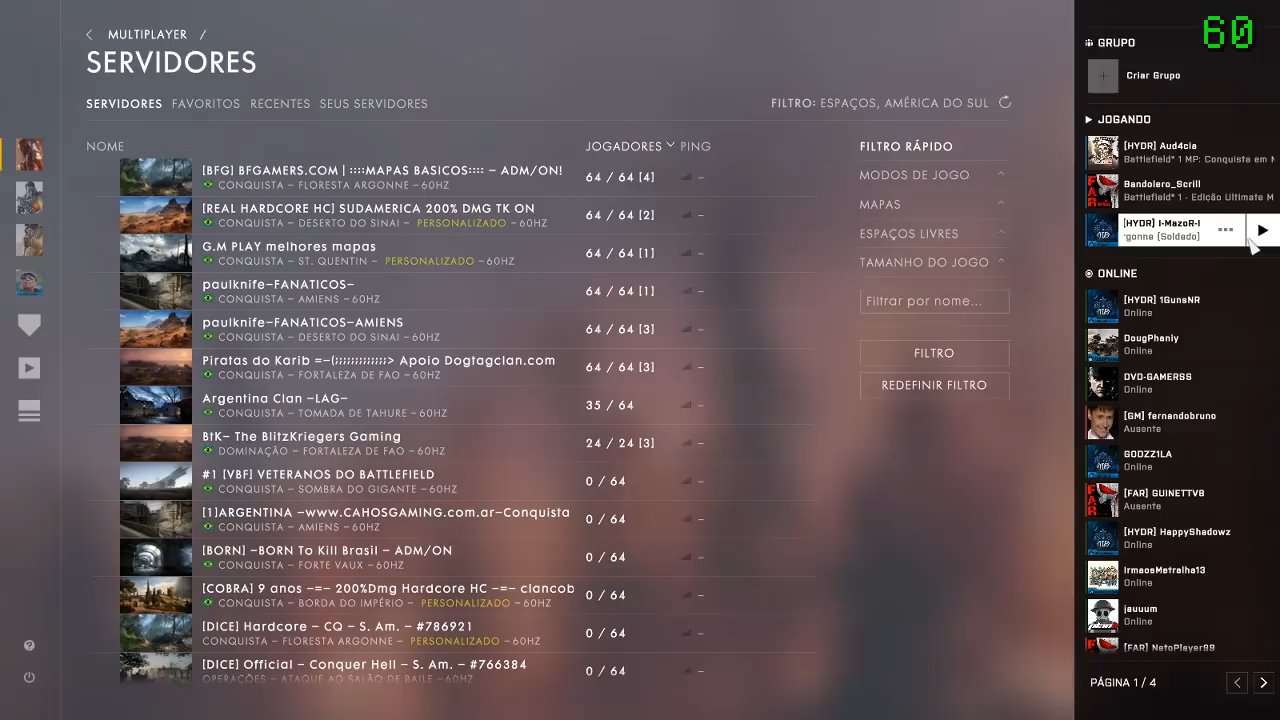 MULTIPLAYER /
SERVIDORES
SERVIDORES FAVORITOS RECENTES SEUS SERVIDORES
FILTRO: ESPAÇOS, AMÉRICA DO SUL
NOME JOGADORES PING
[BFG] BFGAMERS.COM | ::::MAPAS BASICOS:::: – ADM/ON!
CONQUISTA – FLORESTA ARGONNE – 60HZ
64 / 64 [4] –
[REAL HARDCORE HC] SUDAMERICA 200% DMG TK ON
CONQUISTA – DESERTO DO SINAI – PERSONALIZADO – 60HZ
64 / 64 [2] –
G.M PLAY melhores mapas
CONQUISTA – ST. QUENTIN – PERSONALIZADO – 60HZ
64 / 64 [1] –
paulknife–FANATICOS–
CONQUISTA – AMIENS – 60HZ
64 / 64 [1] –
paulknife–FANATICOS–AMIENS
CONQUISTA – DESERTO DO SINAI – 60HZ
64 / 64 [3] –
Piratas do Karib =–(;;;;;;;;;;;;> Apoio Dogtagclan.com
CONQUISTA – FORTALEZA DE FAO – 60HZ
64 / 64 [3] –
Argentina Clan –LAG–
CONQUISTA – TOMADA DE TAHURE – 60HZ
35 / 64 –
BtK– The BlitzKriegers Gaming
DOMINAÇÃO – FORTALEZA DE FAO – 60HZ
24 / 24 [3] –
#1 [VBF] VETERANOS DO BATTLEFIELD
CONQUISTA – SOMBRA DO GIGANTE – 60HZ
0 / 64 –
[1]ARGENTINA –www.CAHOSGAMING.com.ar–Conquista
CONQUISTA – AMIENS – 60HZ
0 / 64 –
[BORN] –BORN To Kill Brasil – ADM/ON
CONQUISTA – FORTE VAUX – 60HZ
0 / 64 –
[COBRA] 9 anos –=– 200%Dmg Hardcore HC –=– clancob
CONQUISTA – BORDA DO IMPÉRIO – PERSONALIZADO – 60HZ
0 / 64 –
[DICE] Hardcore – CQ – S. Am. – #786921
CONQUISTA – FLORESTA ARGONNE – PERSONALIZADO – 60HZ
0 / 64 –
[DICE] Official – Conquer Hell – S. Am. – #766384
OPERAÇÕES – ATAQUE AO SALÃO DE BAILE – 60HZ
0 / 64 –
FILTRO RÁPIDO
MODOS DE JOGO
MAPAS
ESPAÇOS LIVRES
TAMANHO DO JOGO
Filtrar por nome...
FILTRO
REDEFINIR FILTRO
60
GRUPO
Criar Grupo
JOGANDO
[HYDR] Aud4cia
Battlefield° 1 MP: Conquista em
Bandolero_Scrill
Battlefield° 1 - Edição Ultimate M
[HYDR] I-MazoR-I
gonne (Soldado)
ONLINE
[HYDR] 1GunsNR
Online
DougPhanly
Online
DVD-GAMERSS
Online
[GM] fernandobruno
Ausente
GODZZ1LA
Online
[FAR] GUINETTV8
Ausente
[HYDR] HappyShadowz
Online
IrmaosMetralha13
Online
jauuum
Online
[FAR] NetoPlayer99
PÁGINA 1 / 4